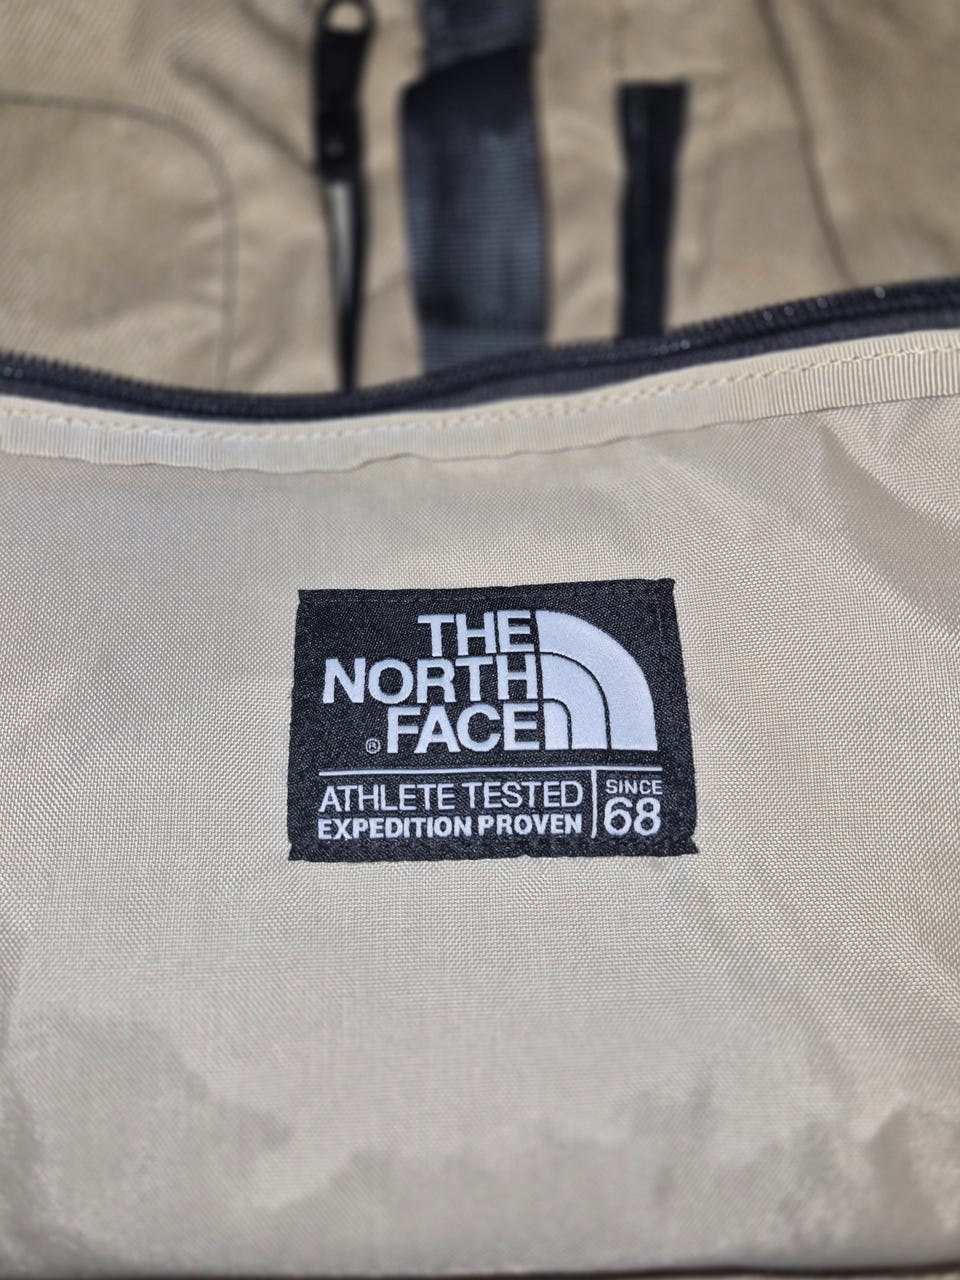 THE
NORTH
® FACE
ATHLETE TESTED
EXPEDITION PROVEN
SINCE
68